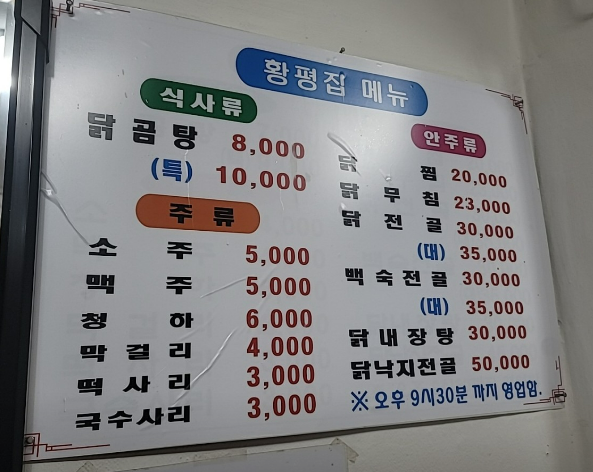 황평집 메뉴
식사류
닭곰탕 8,000
(특) 10,000
주류
소주 5,000
맥주 5,000
청하 6,000
막걸리 4,000
떡사리 3,000
국수사리 3,000
안주류
닭찜 20,000
닭무침 23,000
닭전골 30,000
(대) 35,000
백숙전골 30,000
(대) 35,000
닭내장탕 30,000
닭낙지전골 50,000
※ 오후 9시30분 까지 영업함.